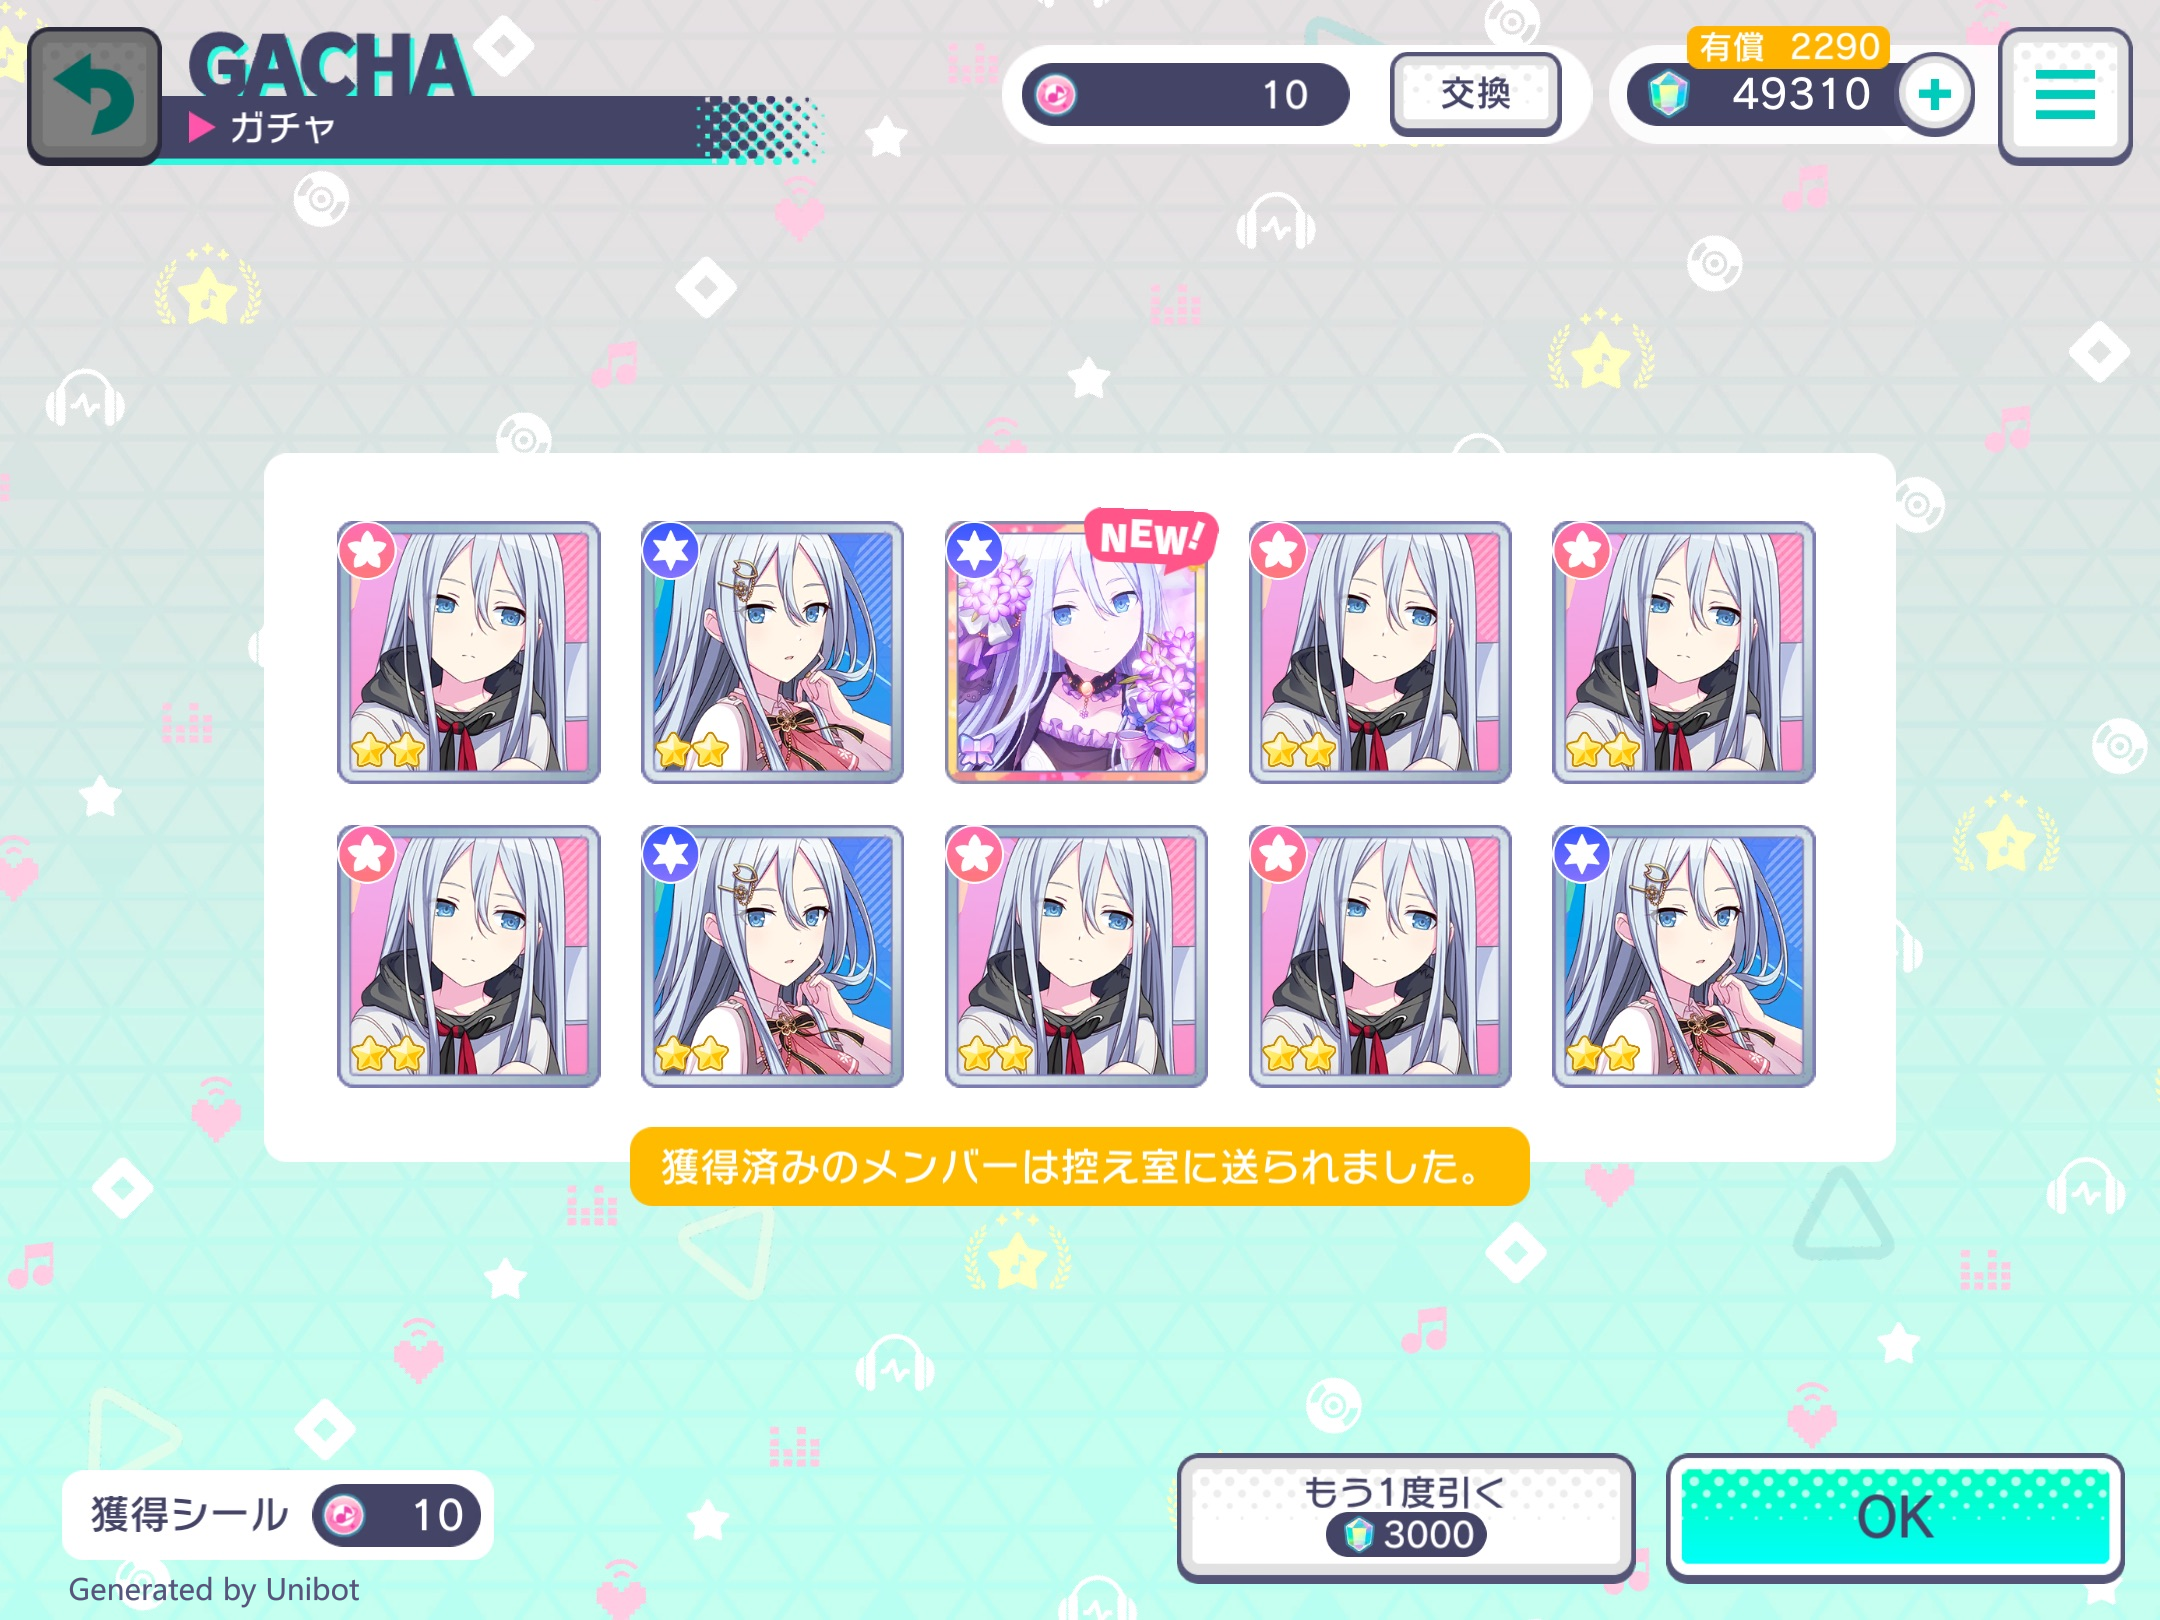 GACHA
ガチャ
10
交換
有償 2290
49310
NEW!
獲得済みのメンバーは控え室に送られました。
獲得シール 10
もう1度引く
3000
OK
Generated by Unibot